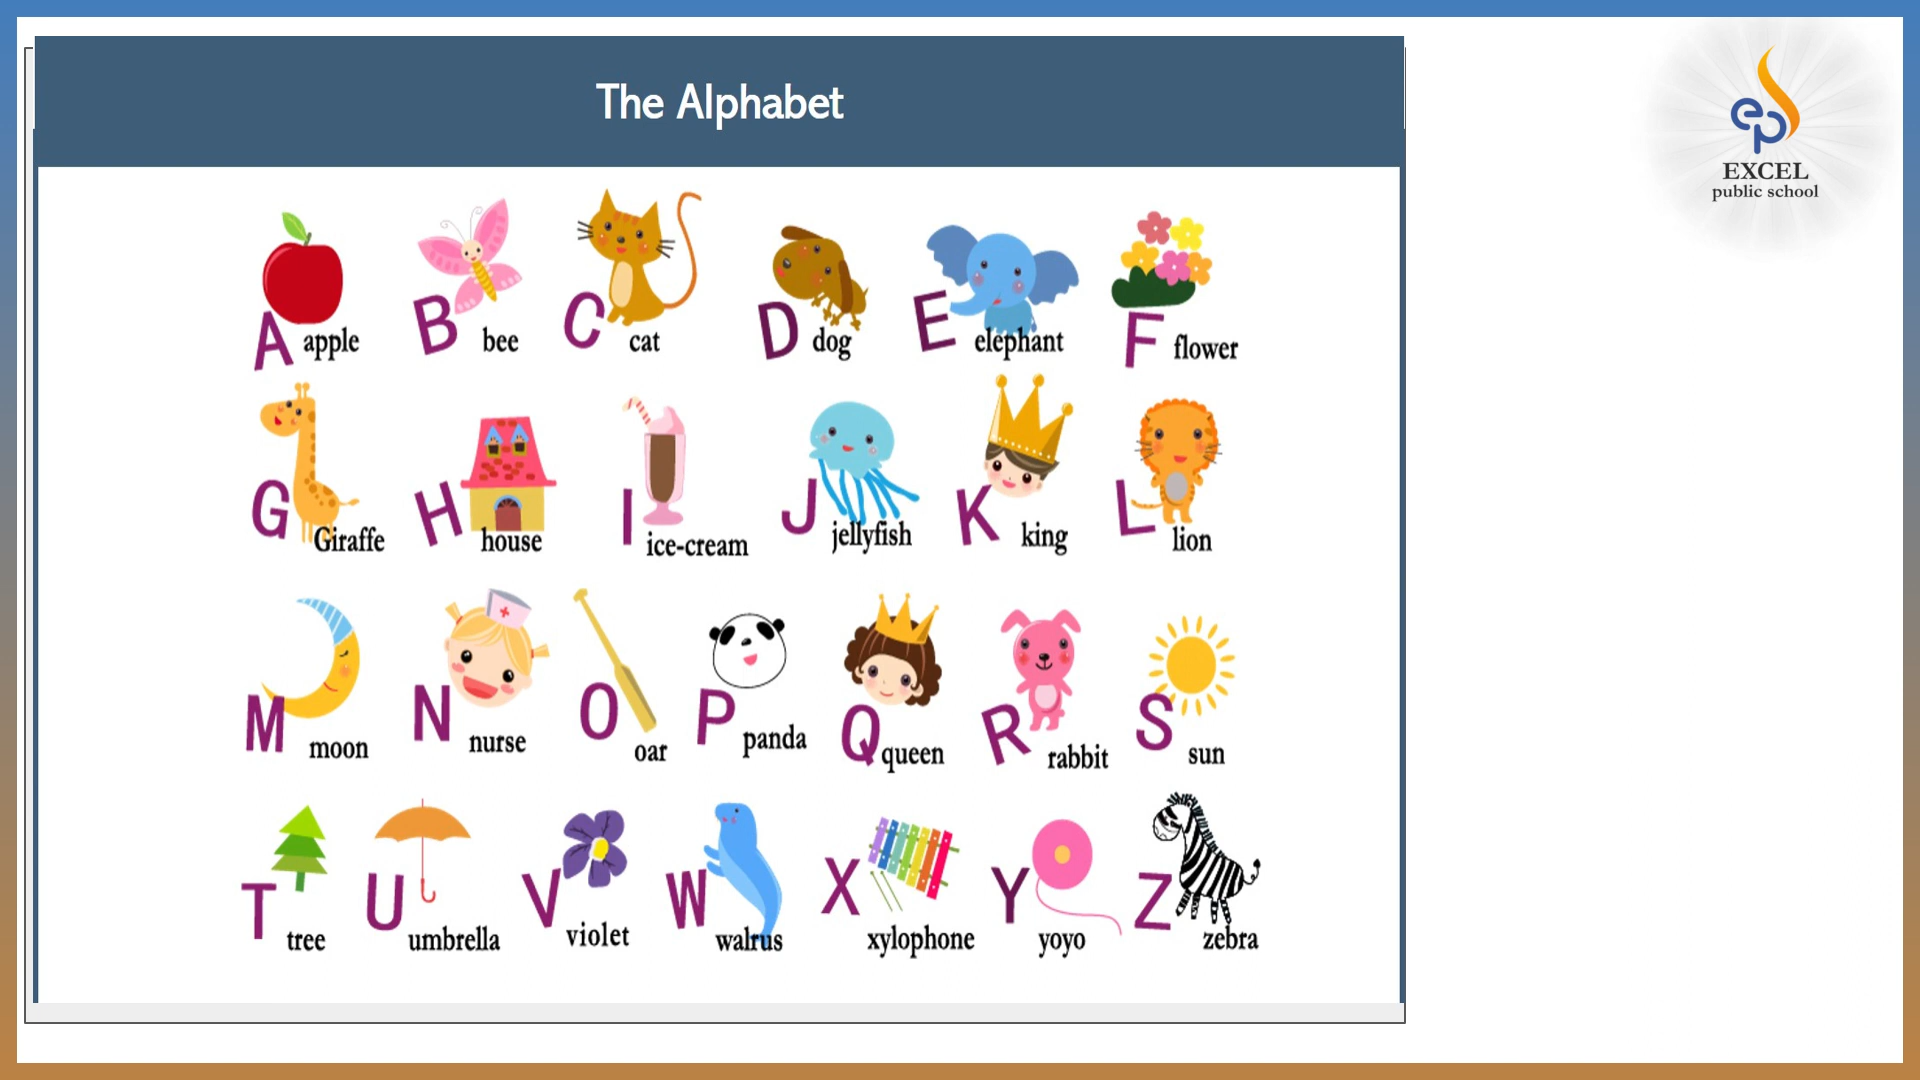 The Alphabet
ep
EXCEL
public school
A apple B bee C cat D dog E elephant F flower
G Giraffe H house I ice-cream J jellyfish K king L lion
M moon N nurse O oar P panda Q queen R rabbit S sun
T tree U umbrella V violet W walrus X xylophone Y yoyo Z zebra